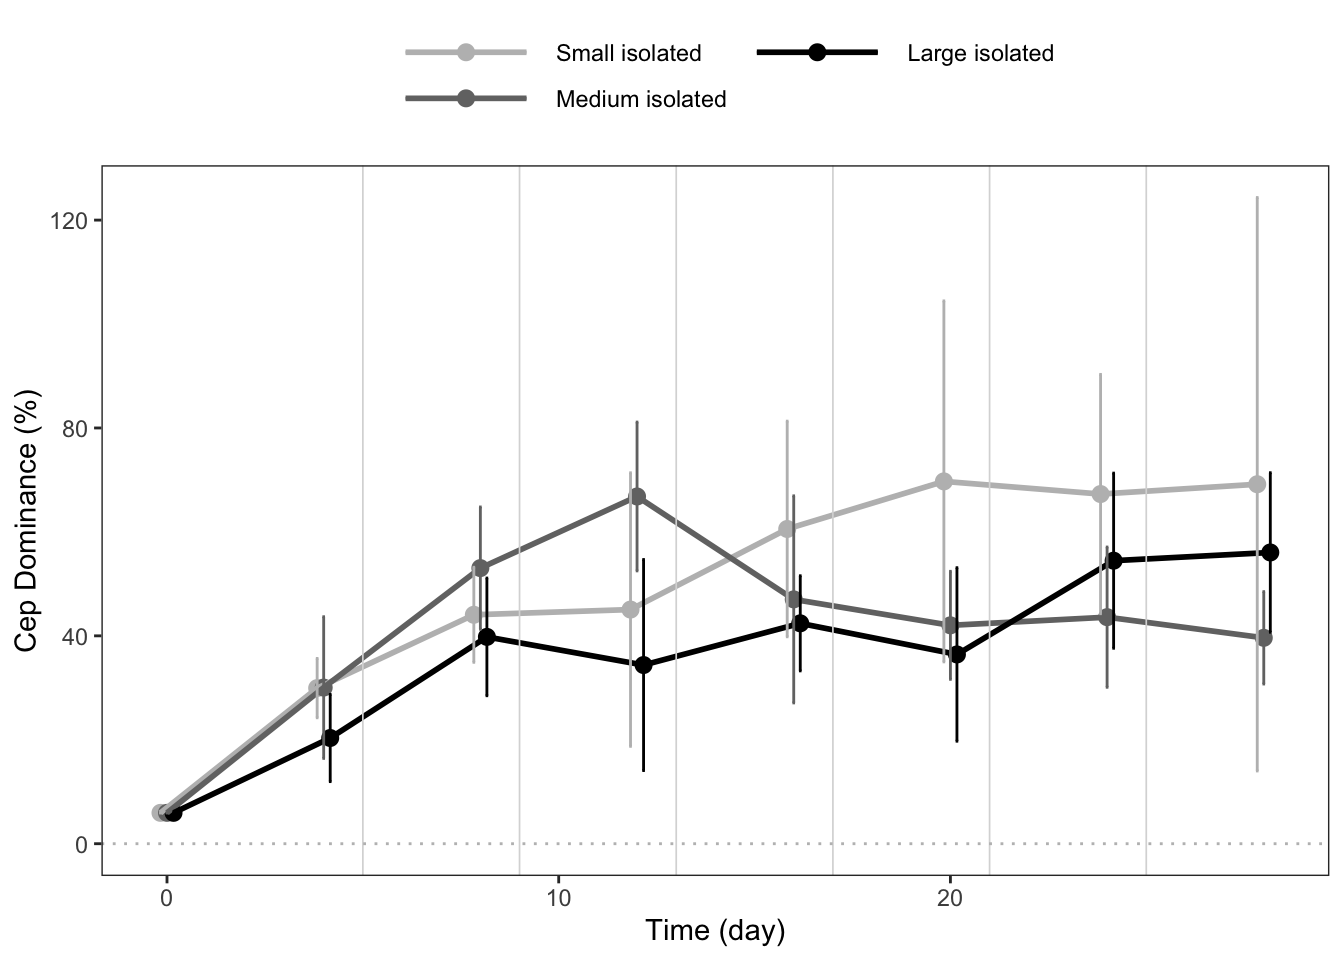 Small isolated
Large isolated
Medium isolated
120
80
40
0
Cep Dominance (%)
0
10
20
Time (day)